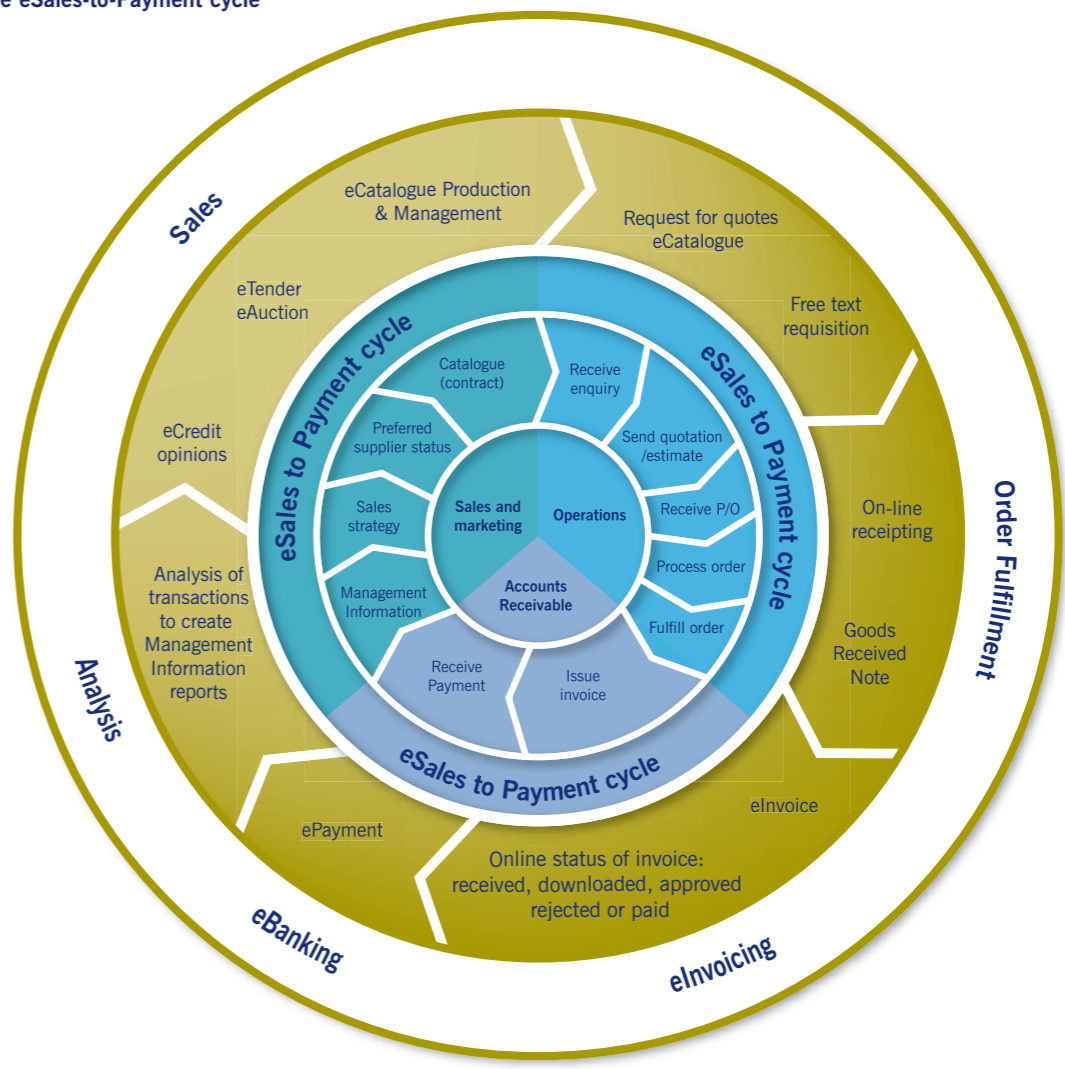 e eSales-to-Payment cycle
Sales
eCatalogue Production
& Management
Request for quotes
eCatalogue
eTender
eAuction
Free text
requisition
eCredit
opinions
On-line
receipting
Order Fulfillment
Goods
Received
Note
Analysis of
transactions
to create
Management
Information
reports
Analysis
eInvoice
ePayment
Online status of invoice:
received, downloaded, approved
rejected or paid
eBanking
eInvoicing
eSales to Payment cycle
eSales to Payment cycle
eSales to Payment cycle
Catalogue
(contract)
Receive
enquiry
Preferred
supplier status
Send quotation
/estimate
Sales
strategy
Receive P/O
Management
Information
Process order
Fulfill order
Receive
Payment
Issue
invoice
Sales and
marketing
Operations
Accounts
Receivable